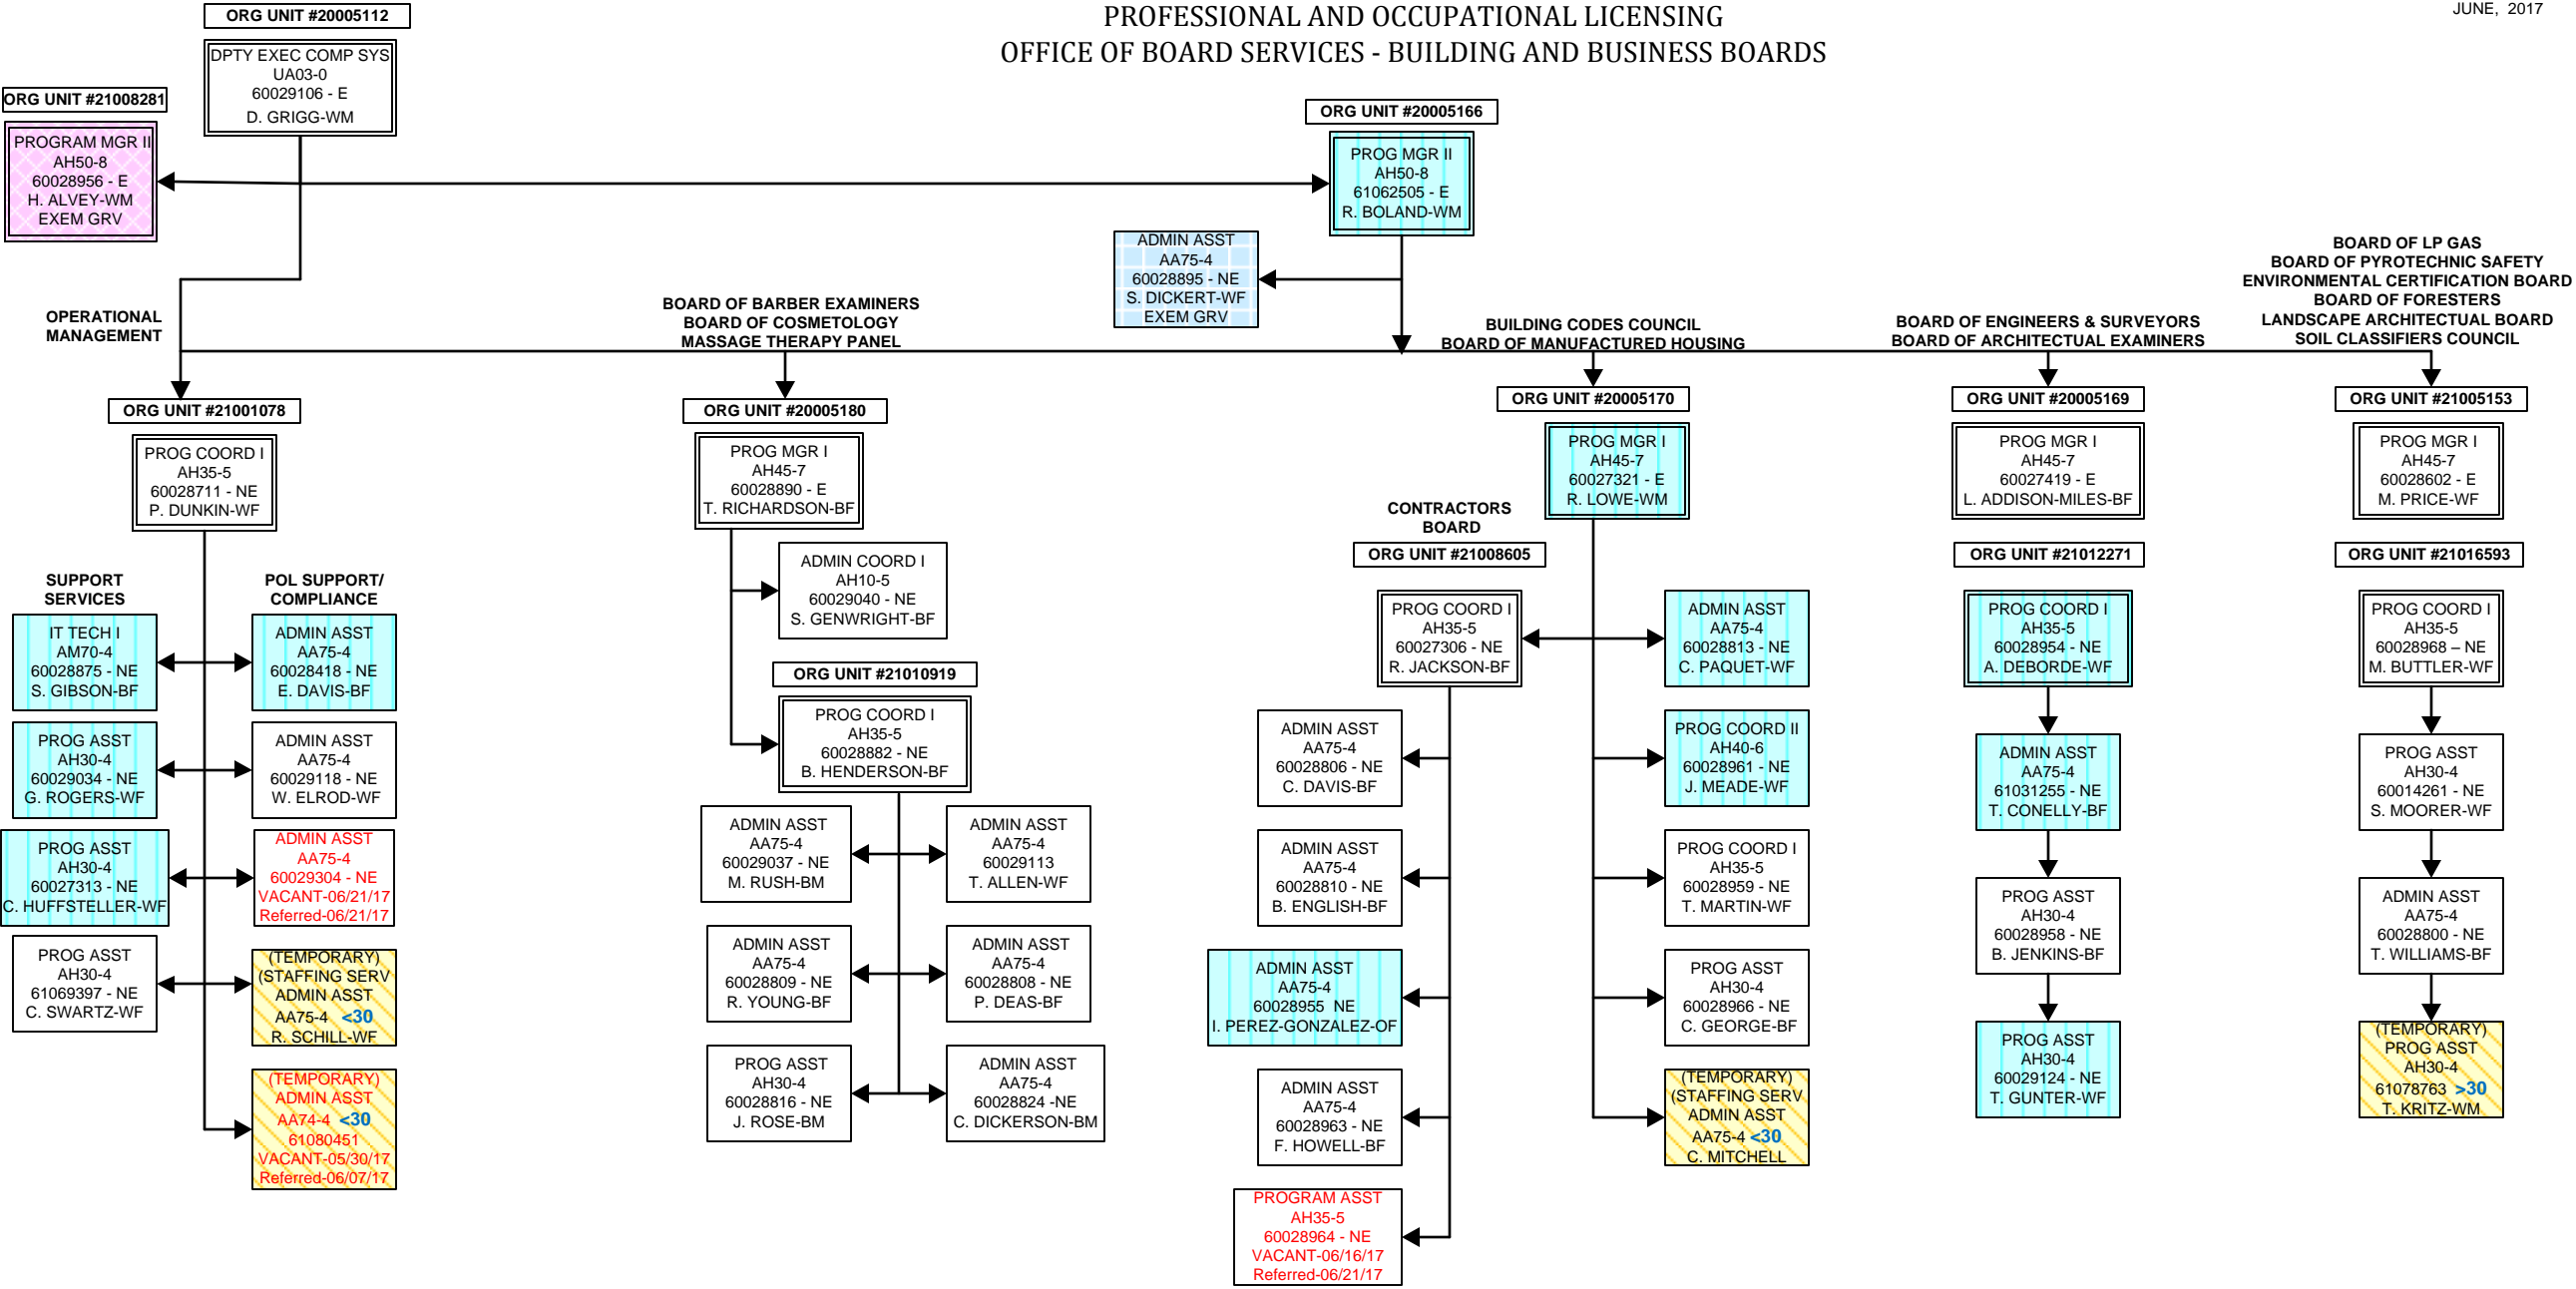 PROFESSIONAL AND OCCUPATIONAL LICENSING
OFFICE OF BOARD SERVICES - BUILDING AND BUSINESS BOARDS
JUNE, 2017
ORG UNIT #20005112
DPTY EXEC COMP SYS
UA03-0
60029106 - E
D. GRIGG-WM
ORG UNIT #21008281
PROGRAM MGR II
AH50-8
60028956 - E
H. ALVEY-WM
EXEM GRV
ORG UNIT #20005166
PROG MGR II
AH50-8
61062505 - E
R. BOLAND-WM
ADMIN ASST
AA75-4
60028895 - NE
S. DICKERT-WF
EXEM GRV
OPERATIONAL
MANAGEMENT
BOARD OF BARBER EXAMINERS
BOARD OF COSMETOLOGY
MASSAGE THERAPY PANEL
BUILDING CODES COUNCIL
BOARD OF MANUFACTURED HOUSING
BOARD OF ENGINEERS & SURVEYORS
BOARD OF ARCHITECTUAL EXAMINERS
BOARD OF LP GAS
BOARD OF PYROTECHNIC SAFETY
ENVIRONMENTAL CERTIFICATION BOARD
BOARD OF FORESTERS
LANDSCAPE ARCHITECTUAL BOARD
SOIL CLASSIFIERS COUNCIL
ORG UNIT #21001078
PROG COORD I
AH35-5
60028711 - NE
P. DUNKIN-WF
SUPPORT
SERVICES
IT TECH I
AM70-4
60028875 - NE
S. GIBSON-BF
PROG ASST
AH30-4
60029034 - NE
G. ROGERS-WF
PROG ASST
AH30-4
60027313 - NE
C. HUFFSTELLER-WF
PROG ASST
AH30-4
61069397 - NE
C. SWARTZ-WF
POL SUPPORT/
COMPLIANCE
ADMIN ASST
AA75-4
60028418 - NE
E. DAVIS-BF
ADMIN ASST
AA75-4
60029118 - NE
W. ELROD-WF
ADMIN ASST
AA75-4
60029304 - NE
VACANT-06/21/17
Referred-06/21/17
(TEMPORARY)
(STAFFING SERV
ADMIN ASST
AA75-4 <30
R. SCHILL-WF
(TEMPORARY)
ADMIN ASST
AA74-4 <30
61080451
VACANT-05/30/17
Referred-06/07/17
ORG UNIT #20005180
PROG MGR I
AH45-7
60028890 - E
T. RICHARDSON-BF
ADMIN COORD I
AH10-5
60029040 - NE
S. GENWRIGHT-BF
ORG UNIT #21010919
PROG COORD I
AH35-5
60028882 - NE
B. HENDERSON-BF
ADMIN ASST
AA75-4
60029037 - NE
M. RUSH-BM
ADMIN ASST
AA75-4
60029113
T. ALLEN-WF
ADMIN ASST
AA75-4
60028809 - NE
R. YOUNG-BF
ADMIN ASST
AA75-4
60028808 - NE
P. DEAS-BF
PROG ASST
AH30-4
60028816 - NE
J. ROSE-BM
ADMIN ASST
AA75-4
60028824 -NE
C. DICKERSON-BM
ORG UNIT #20005170
PROG MGR I
AH45-7
60027321 - E
R. LOWE-WM
CONTRACTORS
BOARD
ORG UNIT #21008605
PROG COORD I
AH35-5
60027306 - NE
R. JACKSON-BF
ADMIN ASST
AA75-4
60028806 - NE
C. DAVIS-BF
ADMIN ASST
AA75-4
60028810 - NE
B. ENGLISH-BF
ADMIN ASST
AA75-4
60028955 NE
I. PEREZ-GONZALEZ-OF
ADMIN ASST
AA75-4
60028963 - NE
F. HOWELL-BF
PROGRAM ASST
AH35-5
60028964 - NE
VACANT-06/16/17
Referred-06/21/17
ADMIN ASST
AA75-4
60028813 - NE
C. PAQUET-WF
PROG COORD II
AH40-6
60028961 - NE
J. MEADE-WF
PROG COORD I
AH35-5
60028959 - NE
T. MARTIN-WF
PROG ASST
AH30-4
60028966 - NE
C. GEORGE-BF
(TEMPORARY)
(STAFFING SERV
ADMIN ASST
AA75-4 <30
C. MITCHELL
ORG UNIT #20005169
PROG MGR I
AH45-7
60027419 - E
L. ADDISON-MILES-BF
ORG UNIT #21012271
PROG COORD I
AH35-5
60028954 - NE
A. DEBORDE-WF
ADMIN ASST
AA75-4
61031255 - NE
T. CONELLY-BF
PROG ASST
AH30-4
60028958 - NE
B. JENKINS-BF
PROG ASST
AH30-4
60029124 - NE
T. GUNTER-WF
ORG UNIT #21005153
PROG MGR I
AH45-7
60028602 - E
M. PRICE-WF
ORG UNIT #21016593
PROG COORD I
AH35-5
60028968 – NE
M. BUTTLER-WF
PROG ASST
AH30-4
60014261 - NE
S. MOORER-WF
ADMIN ASST
AA75-4
60028800 - NE
T. WILLIAMS-BF
(TEMPORARY)
PROG ASST
AH30-4
61078763 >30
T. KRITZ-WM